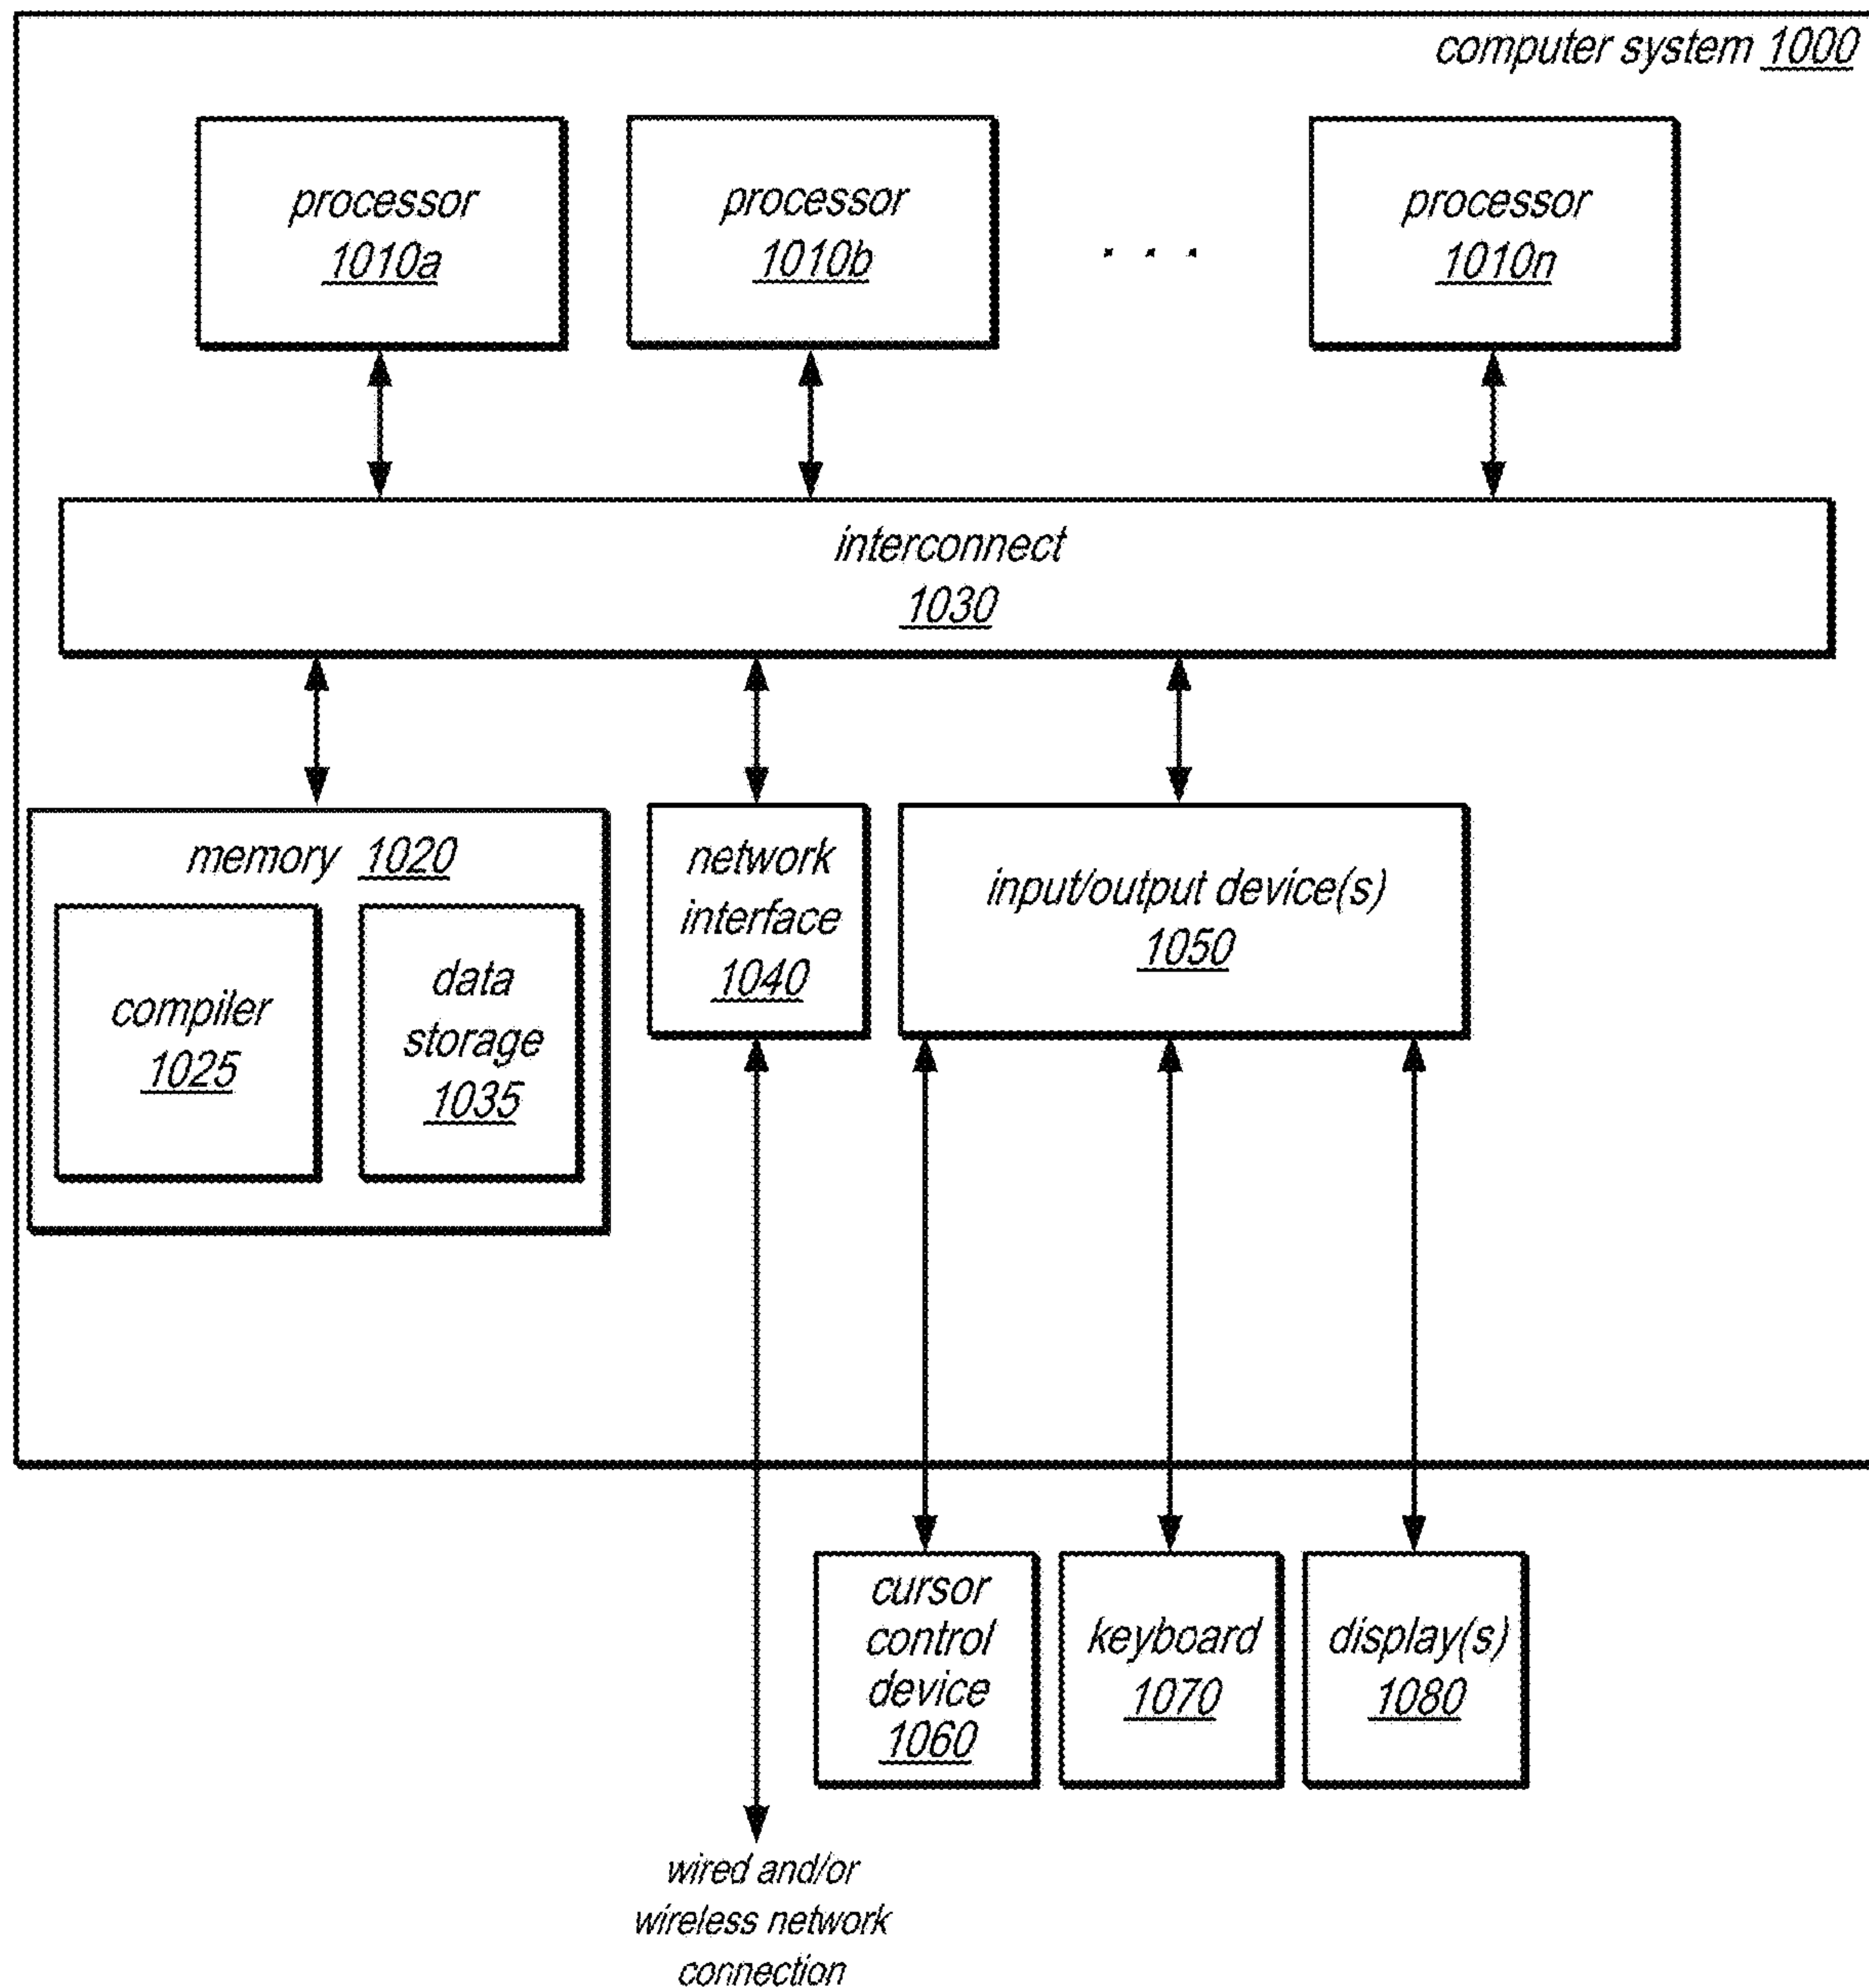 computer system 1000
processor
1010a
processor
1010b
. . .
processor
1010n
interconnect
1030
memory 1020
compiler
1025
data
storage
1035
network
interface
1040
input/output device(s)
1050
cursor
control
device
1060
keyboard
1070
display(s)
1080
wired and/or
wireless network
connection